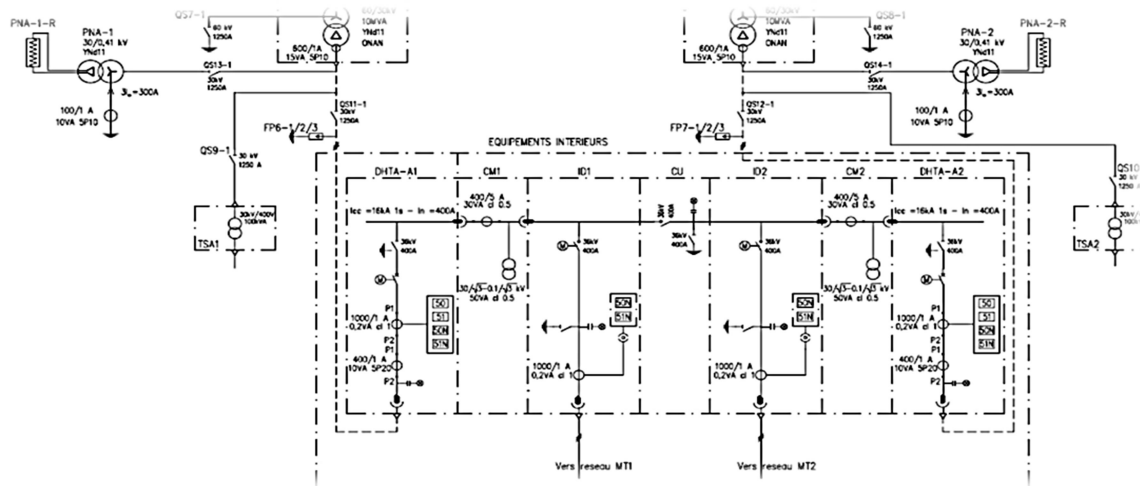 QS7-1
60 kV
1250A
60/30kV
10MVA
YNd11
ONAN
600/1A
15VA 5P10
60/30kV
10MVA
YNd11
ONAN
600/1A
15VA 5P10
QS8-1
60 kV
1250A
PNA-1-R
PNA-1
30/0,41 kV
YNd11
100/1 A
10VA 5P10
QS13-1
30kV
1250A
QS14-1
30kV
1250A
PNA-2
30/0,41 kV
YNd11
PNA-2-R
100/1 A
10VA 5P10
QS11-1
30kV
1250A
QS12-1
30kV
1250A
FP6-1/2/3
FP7-1/2/3
QS9-1
30 kV
1250 A
QS10
30 kV
1250 A
30kV/400V
100kVA
TSA1
TSA2
EQUIPEMENTS INTERIEURS
DHTA-A1
CM1
ID1
CU
ID2
CM2
DHTA-A2
Icc =16kA 1s - In =400A
400/5 A
30VA cl 0.5
30kV
400A
36kV
400A
400/5 A
30VA cl 0.5
Icc =16kA 1s - In =400A
36kV
400A
36kV
400A
36kV
400A
36kV
400A
M
M
M
M
30/√3-0.1/√3 kV
50VA cl 0.5
30/√3-0.1/√3 kV
50VA cl 0.5
P1
1000/1 A
0,2VA cl 1
P2
P1
400/1 A
10VA 5P20
P2
50
51
50N
51N
50N
51N
1000/1 A
0,2VA cl 1
50N
51N
1000/1 A
0,2VA cl 1
P1
1000/1 A
0,2VA cl 1
P2
P1
400/1 A
10VA 5P20
P2
50
51
50N
51N
Vers reseau MT1
Vers reseau MT2